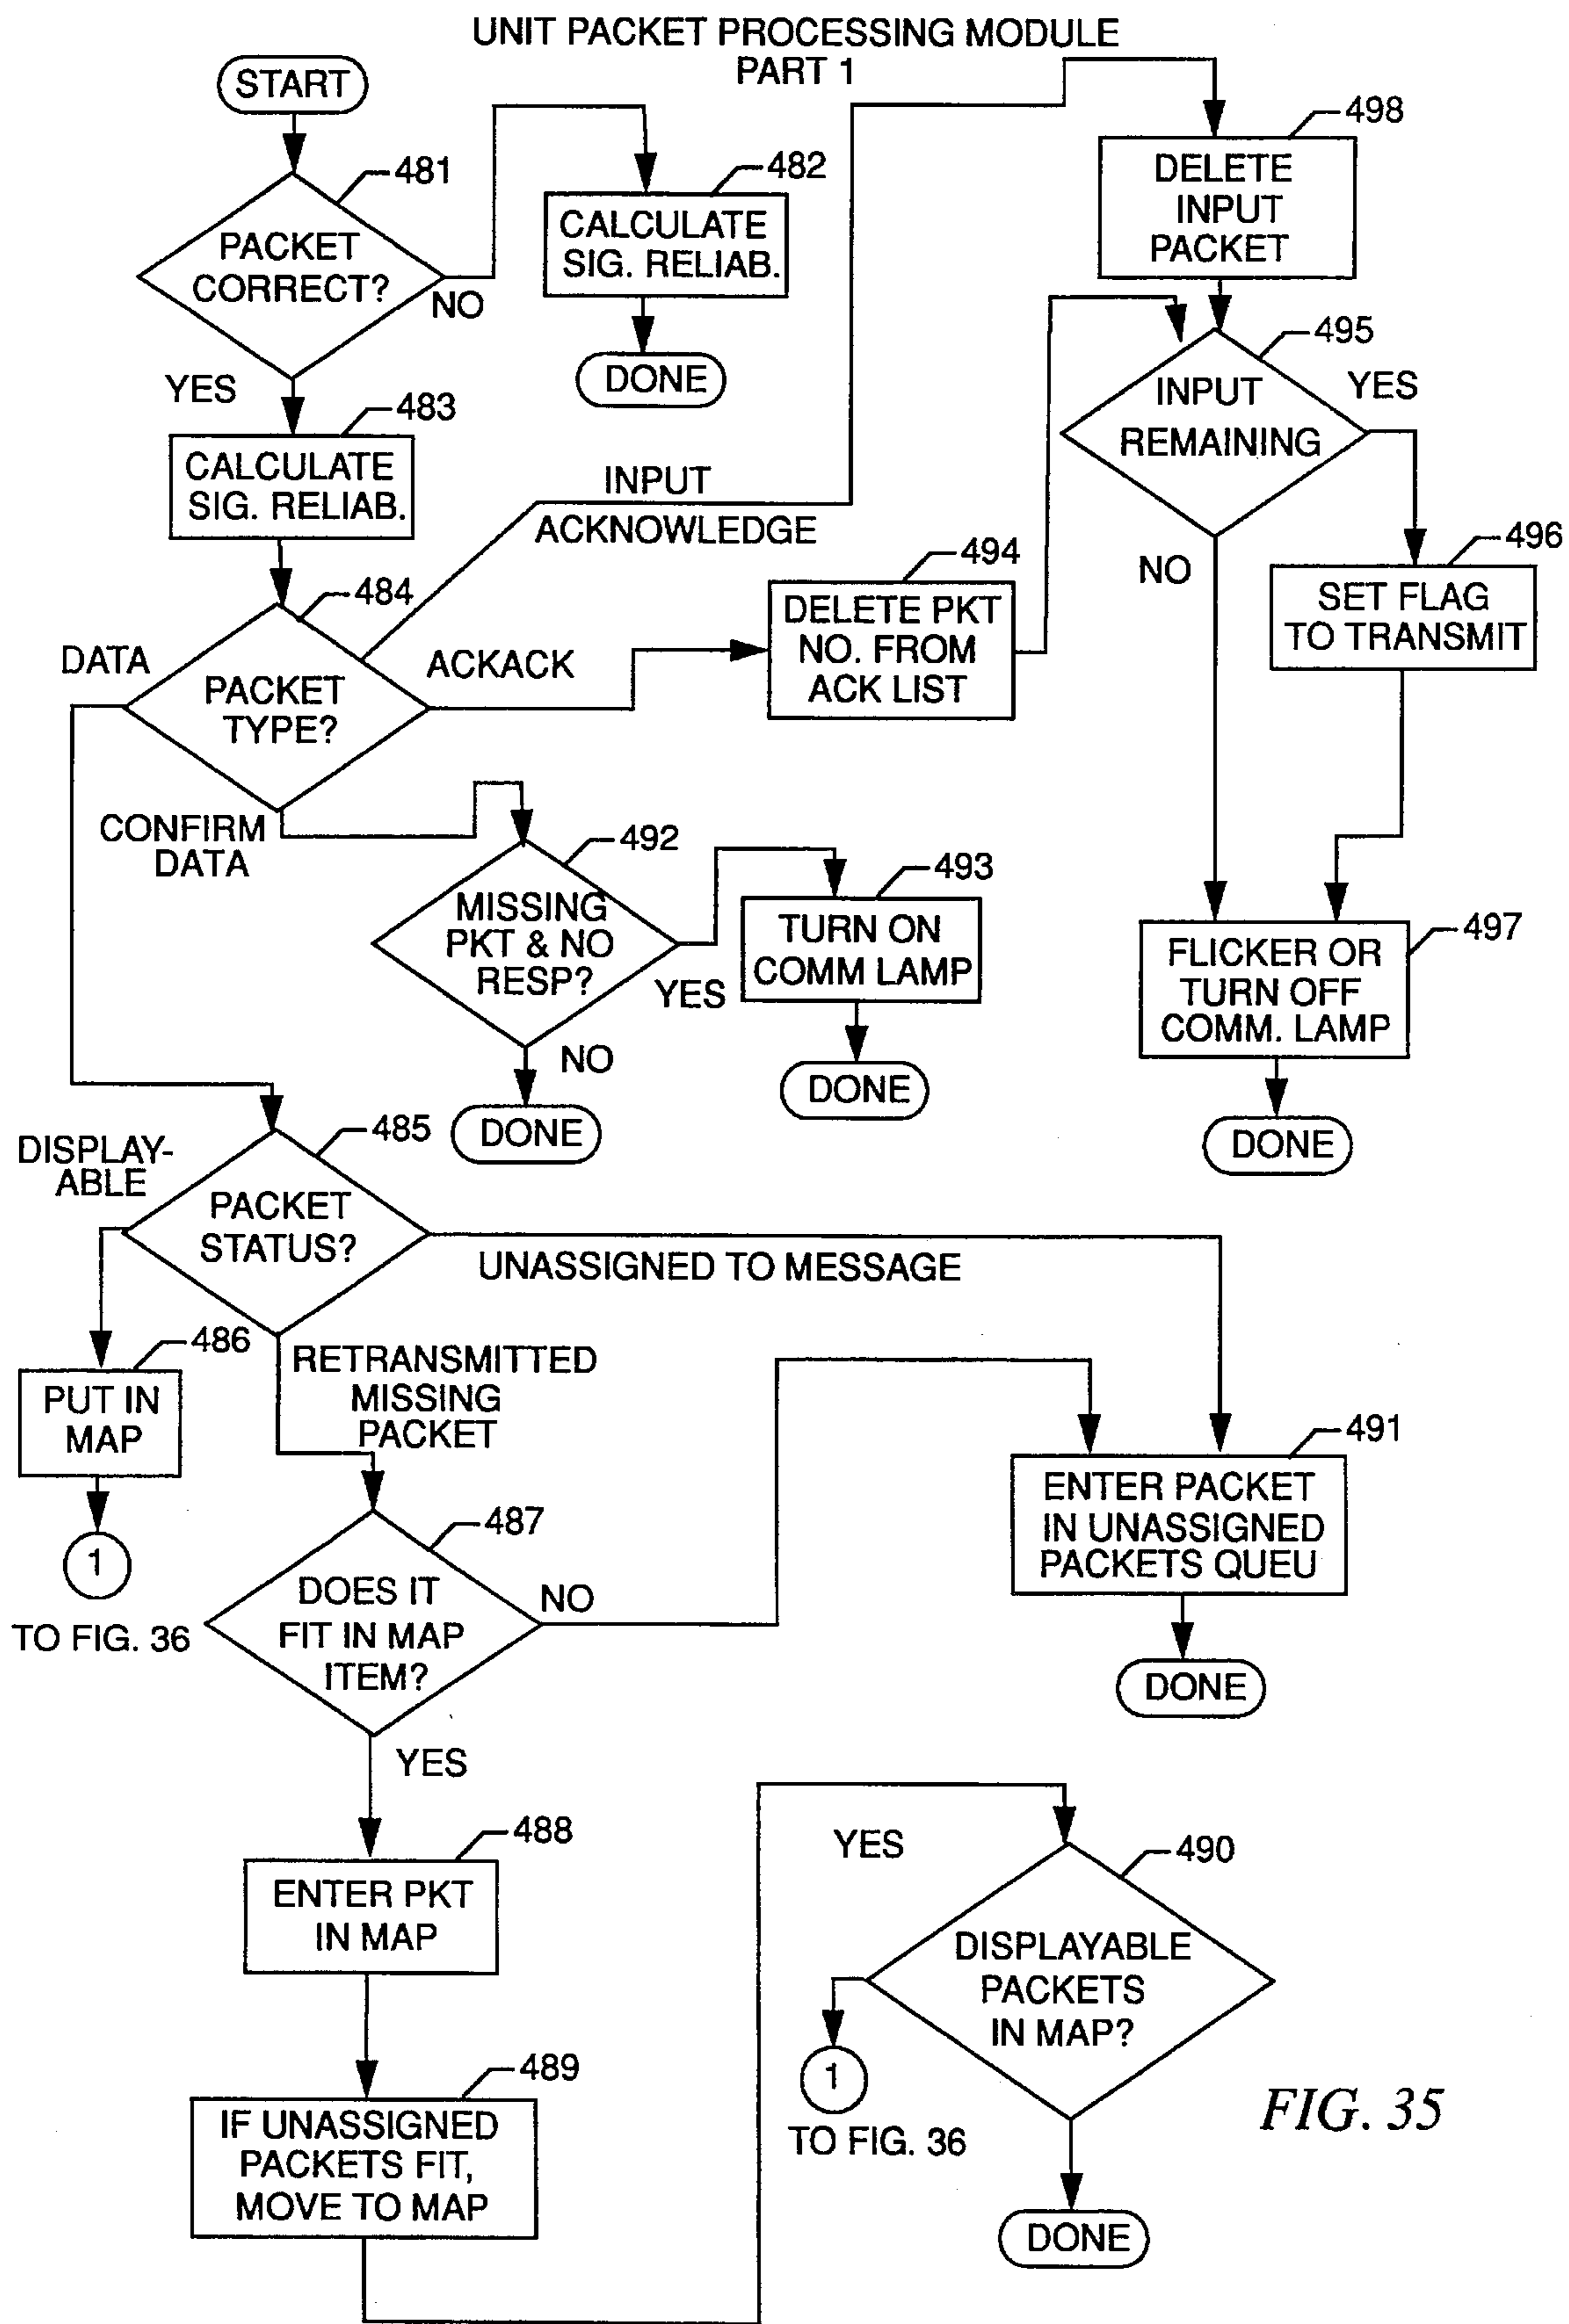 UNIT PACKET PROCESSING MODULE
PART 1
START
481
PACKET
CORRECT?
NO
482
CALCULATE
SIG. RELIAB.
DONE
YES
483
CALCULATE
SIG. RELIAB.
INPUT
ACKNOWLEDGE
484
DATA
PACKET
TYPE?
ACKACK
494
DELETE PKT
NO. FROM
ACK LIST
498
DELETE
INPUT
PACKET
495
INPUT
REMAINING
YES
NO
496
SET FLAG
TO TRANSMIT
497
FLICKER OR
TURN OFF
COMM. LAMP
DONE
CONFIRM
DATA
492
MISSING
PKT & NO
RESP?
YES
493
TURN ON
COMM LAMP
DONE
NO
DONE
485
DISPLAY-
ABLE
PACKET
STATUS?
UNASSIGNED TO MESSAGE
486
PUT IN
MAP
1
TO FIG. 36
RETRANSMITTED
MISSING
PACKET
487
DOES IT
FIT IN MAP
ITEM?
NO
491
ENTER PACKET
IN UNASSIGNED
PACKETS QUEU
DONE
YES
488
ENTER PKT
IN MAP
489
IF UNASSIGNED
PACKETS FIT,
MOVE TO MAP
YES
490
DISPLAYABLE
PACKETS
IN MAP?
1
TO FIG. 36
DONE
FIG. 35